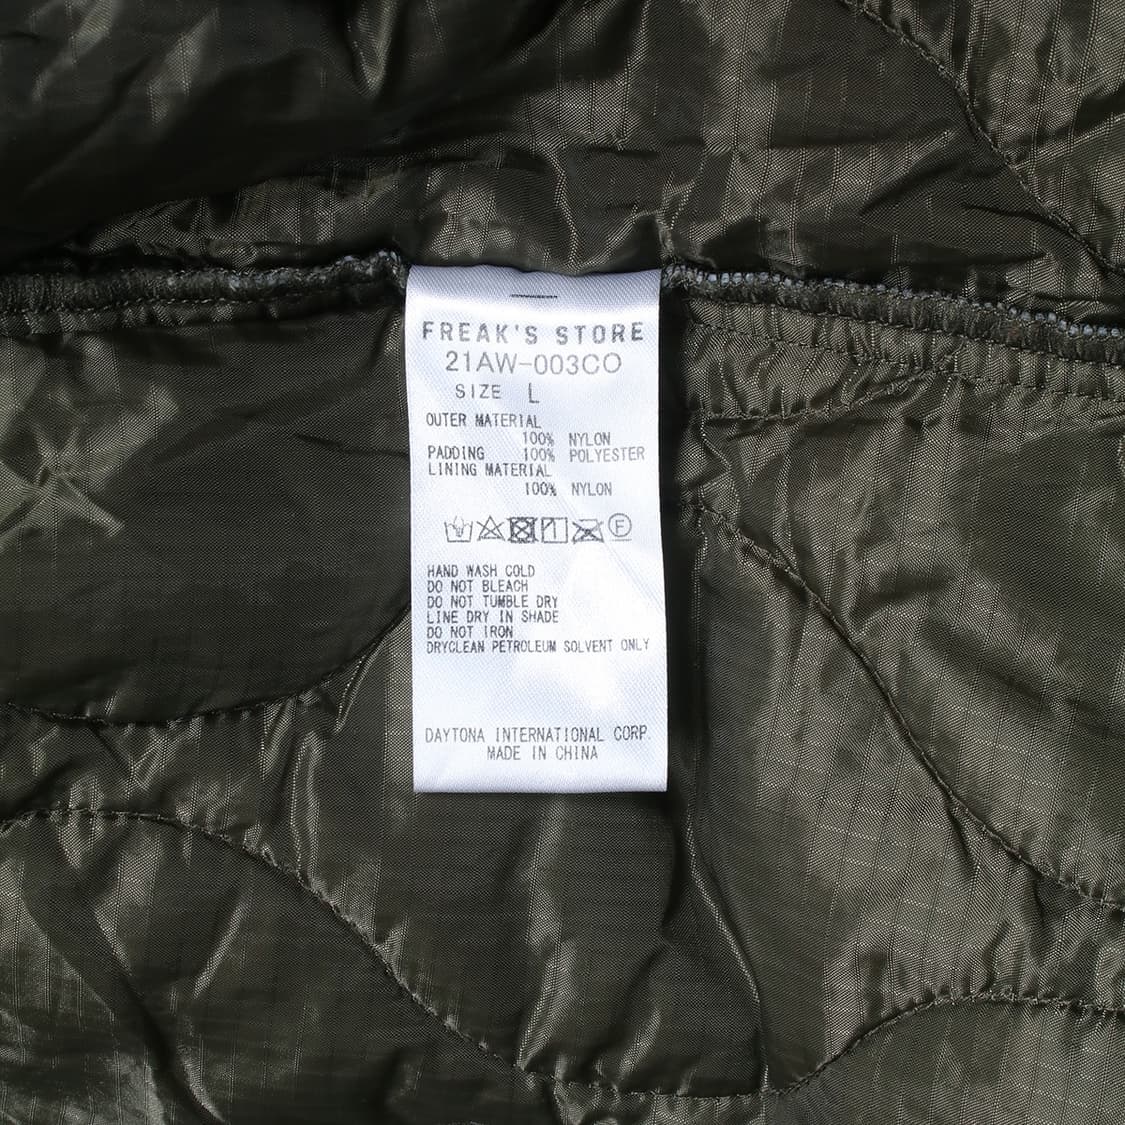 FREAK'S STORE
21AW-003CO
SIZE L
OUTER MATERIAL
100% NYLON
PADDING 100% POLYESTER
LINING MATERIAL
100% NYLON
F
HAND WASH COLD
DO NOT BLEACH
DO NOT TUMBLE DRY
LINE DRY IN SHADE
DO NOT IRON
DRYCLEAN PETROLEUM SOLVENT ONLY
DAYTONA INTERNATIONAL CORP.
MADE IN CHINA